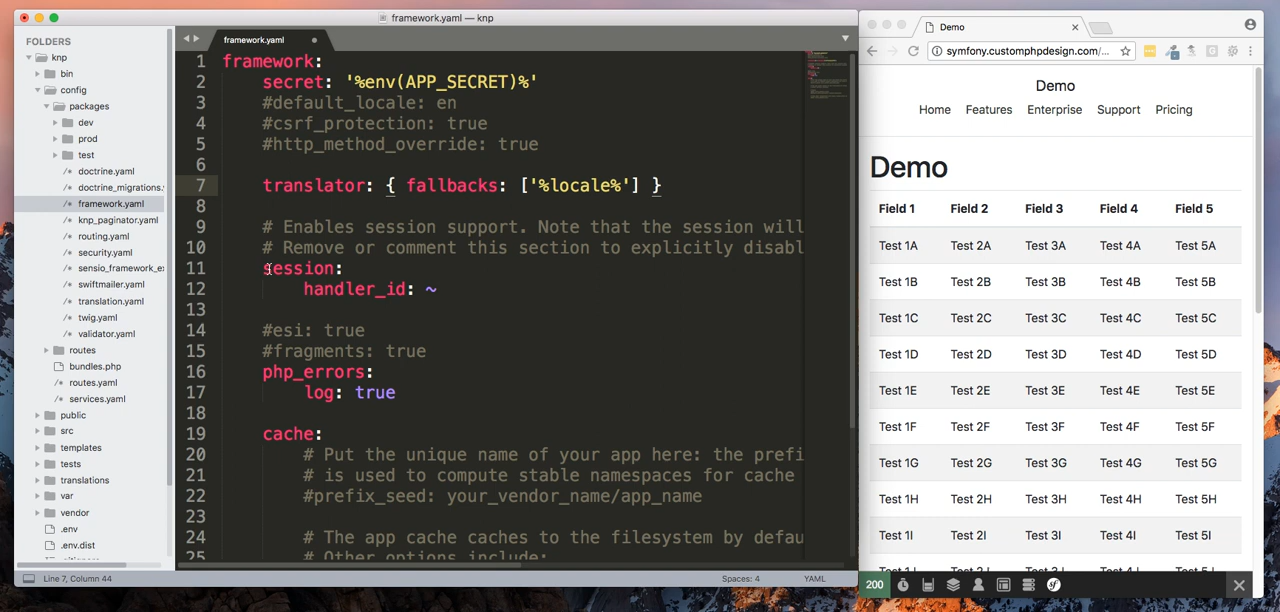 framework.yaml — knp
FOLDERS
knp
bin
config
packages
dev
prod
test
doctrine.yaml
doctrine_migrations.
framework.yaml
knp_paginator.yaml
routing.yaml
security.yaml
sensio_framework_e
swiftmailer.yaml
translation.yaml
twig.yaml
validator.yaml
routes
bundles.php
routes.yaml
services.yaml
public
src
templates
tests
translations
var
vendor
.env
.env.dist
framework.yaml
1 framework:
2 secret: '%env(APP_SECRET)%'
3 #default_locale: en
4 #csrf_protection: true
5 #http_method_override: true
6
7 translator: { fallbacks: ['%locale%'] }
8
9 # Enables session support. Note that the session will
10 # Remove or comment this section to explicitly disabl
11 session:
12 handler_id: ~
13
14 #esi: true
15 #fragments: true
16 php_errors:
17 log: true
18
19 cache:
20 # Put the unique name of your app here: the prefi
21 # is used to compute stable namespaces for cache
22 #prefix_seed: your_vendor_name/app_name
23
24 # The app cache caches to the filesystem by defau
25 # Other options include:
Line 7, Column 44
Spaces: 4
YAML
Demo
symfony.customphpdesign.com/...
Demo
Home Features Enterprise Support Pricing
Demo
Field 1 Field 2 Field 3 Field 4 Field 5
Test 1A Test 2A Test 3A Test 4A Test 5A
Test 1B Test 2B Test 3B Test 4B Test 5B
Test 1C Test 2C Test 3C Test 4C Test 5C
Test 1D Test 2D Test 3D Test 4D Test 5D
Test 1E Test 2E Test 3E Test 4E Test 5E
Test 1F Test 2F Test 3F Test 4F Test 5F
Test 1G Test 2G Test 3G Test 4G Test 5G
Test 1H Test 2H Test 3H Test 4H Test 5H
Test 1I Test 2I Test 3I Test 4I Test 5I
200